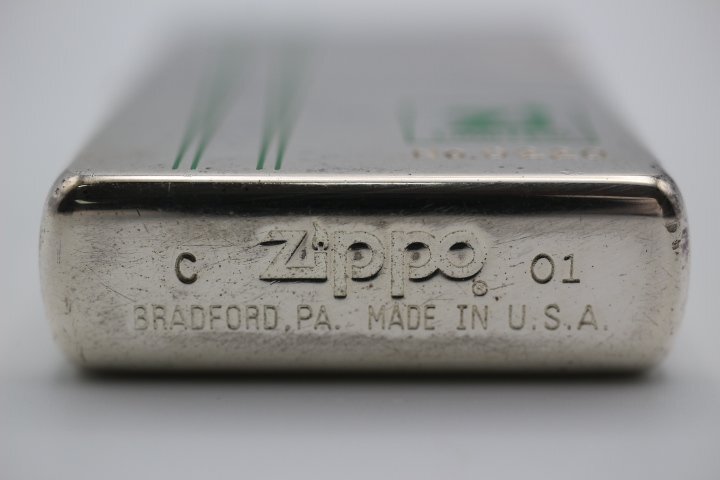 C Zippo® 01
BRADFORD, PA. MADE IN U.S.A.